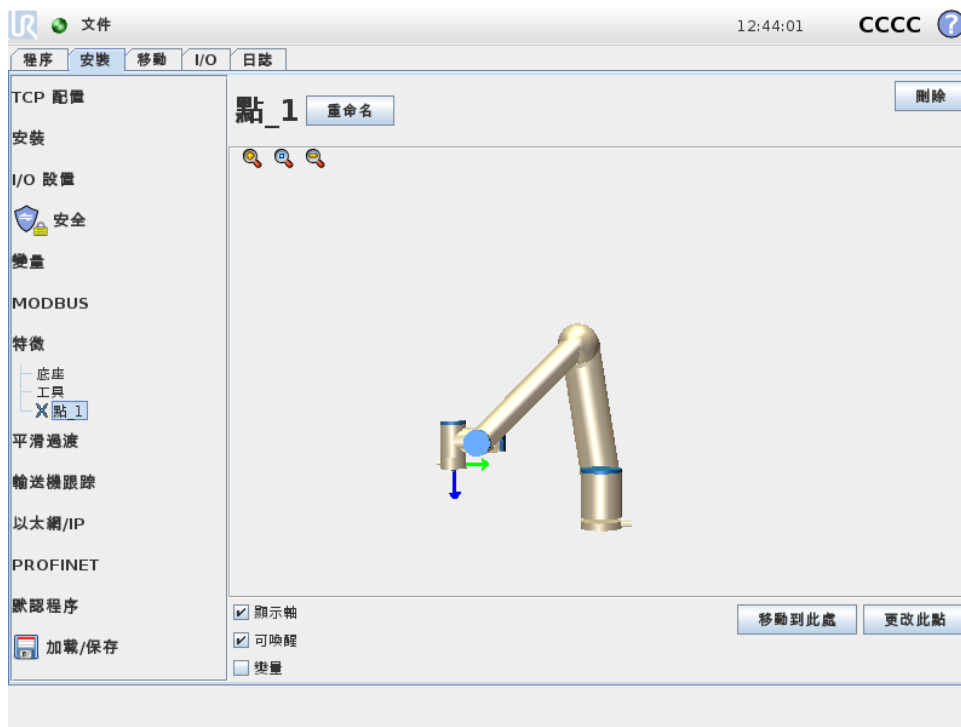 UR 文件 12:44:01 CCCC ?
程序 安裝 移動 I/O 日誌
TCP 配置
安裝
I/O 設置
安全
變量
MODBUS
特徵
底座
工具
點_1
平滑過渡
輸送機跟踪
以太網/IP
PROFINET
默認程序
加載/保存
點_1 重命名 刪除
顯示軸
可喚醒
變量
移動到此處 更改此點